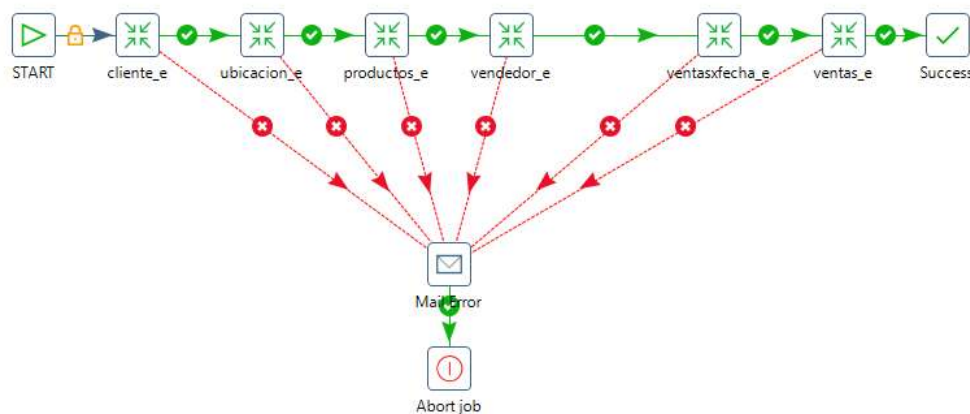 START
cliente_e
ubicacion_e
productos_e
vendedor_e
ventasxfecha_e
ventas_e
Success
Mail Error
Abort job